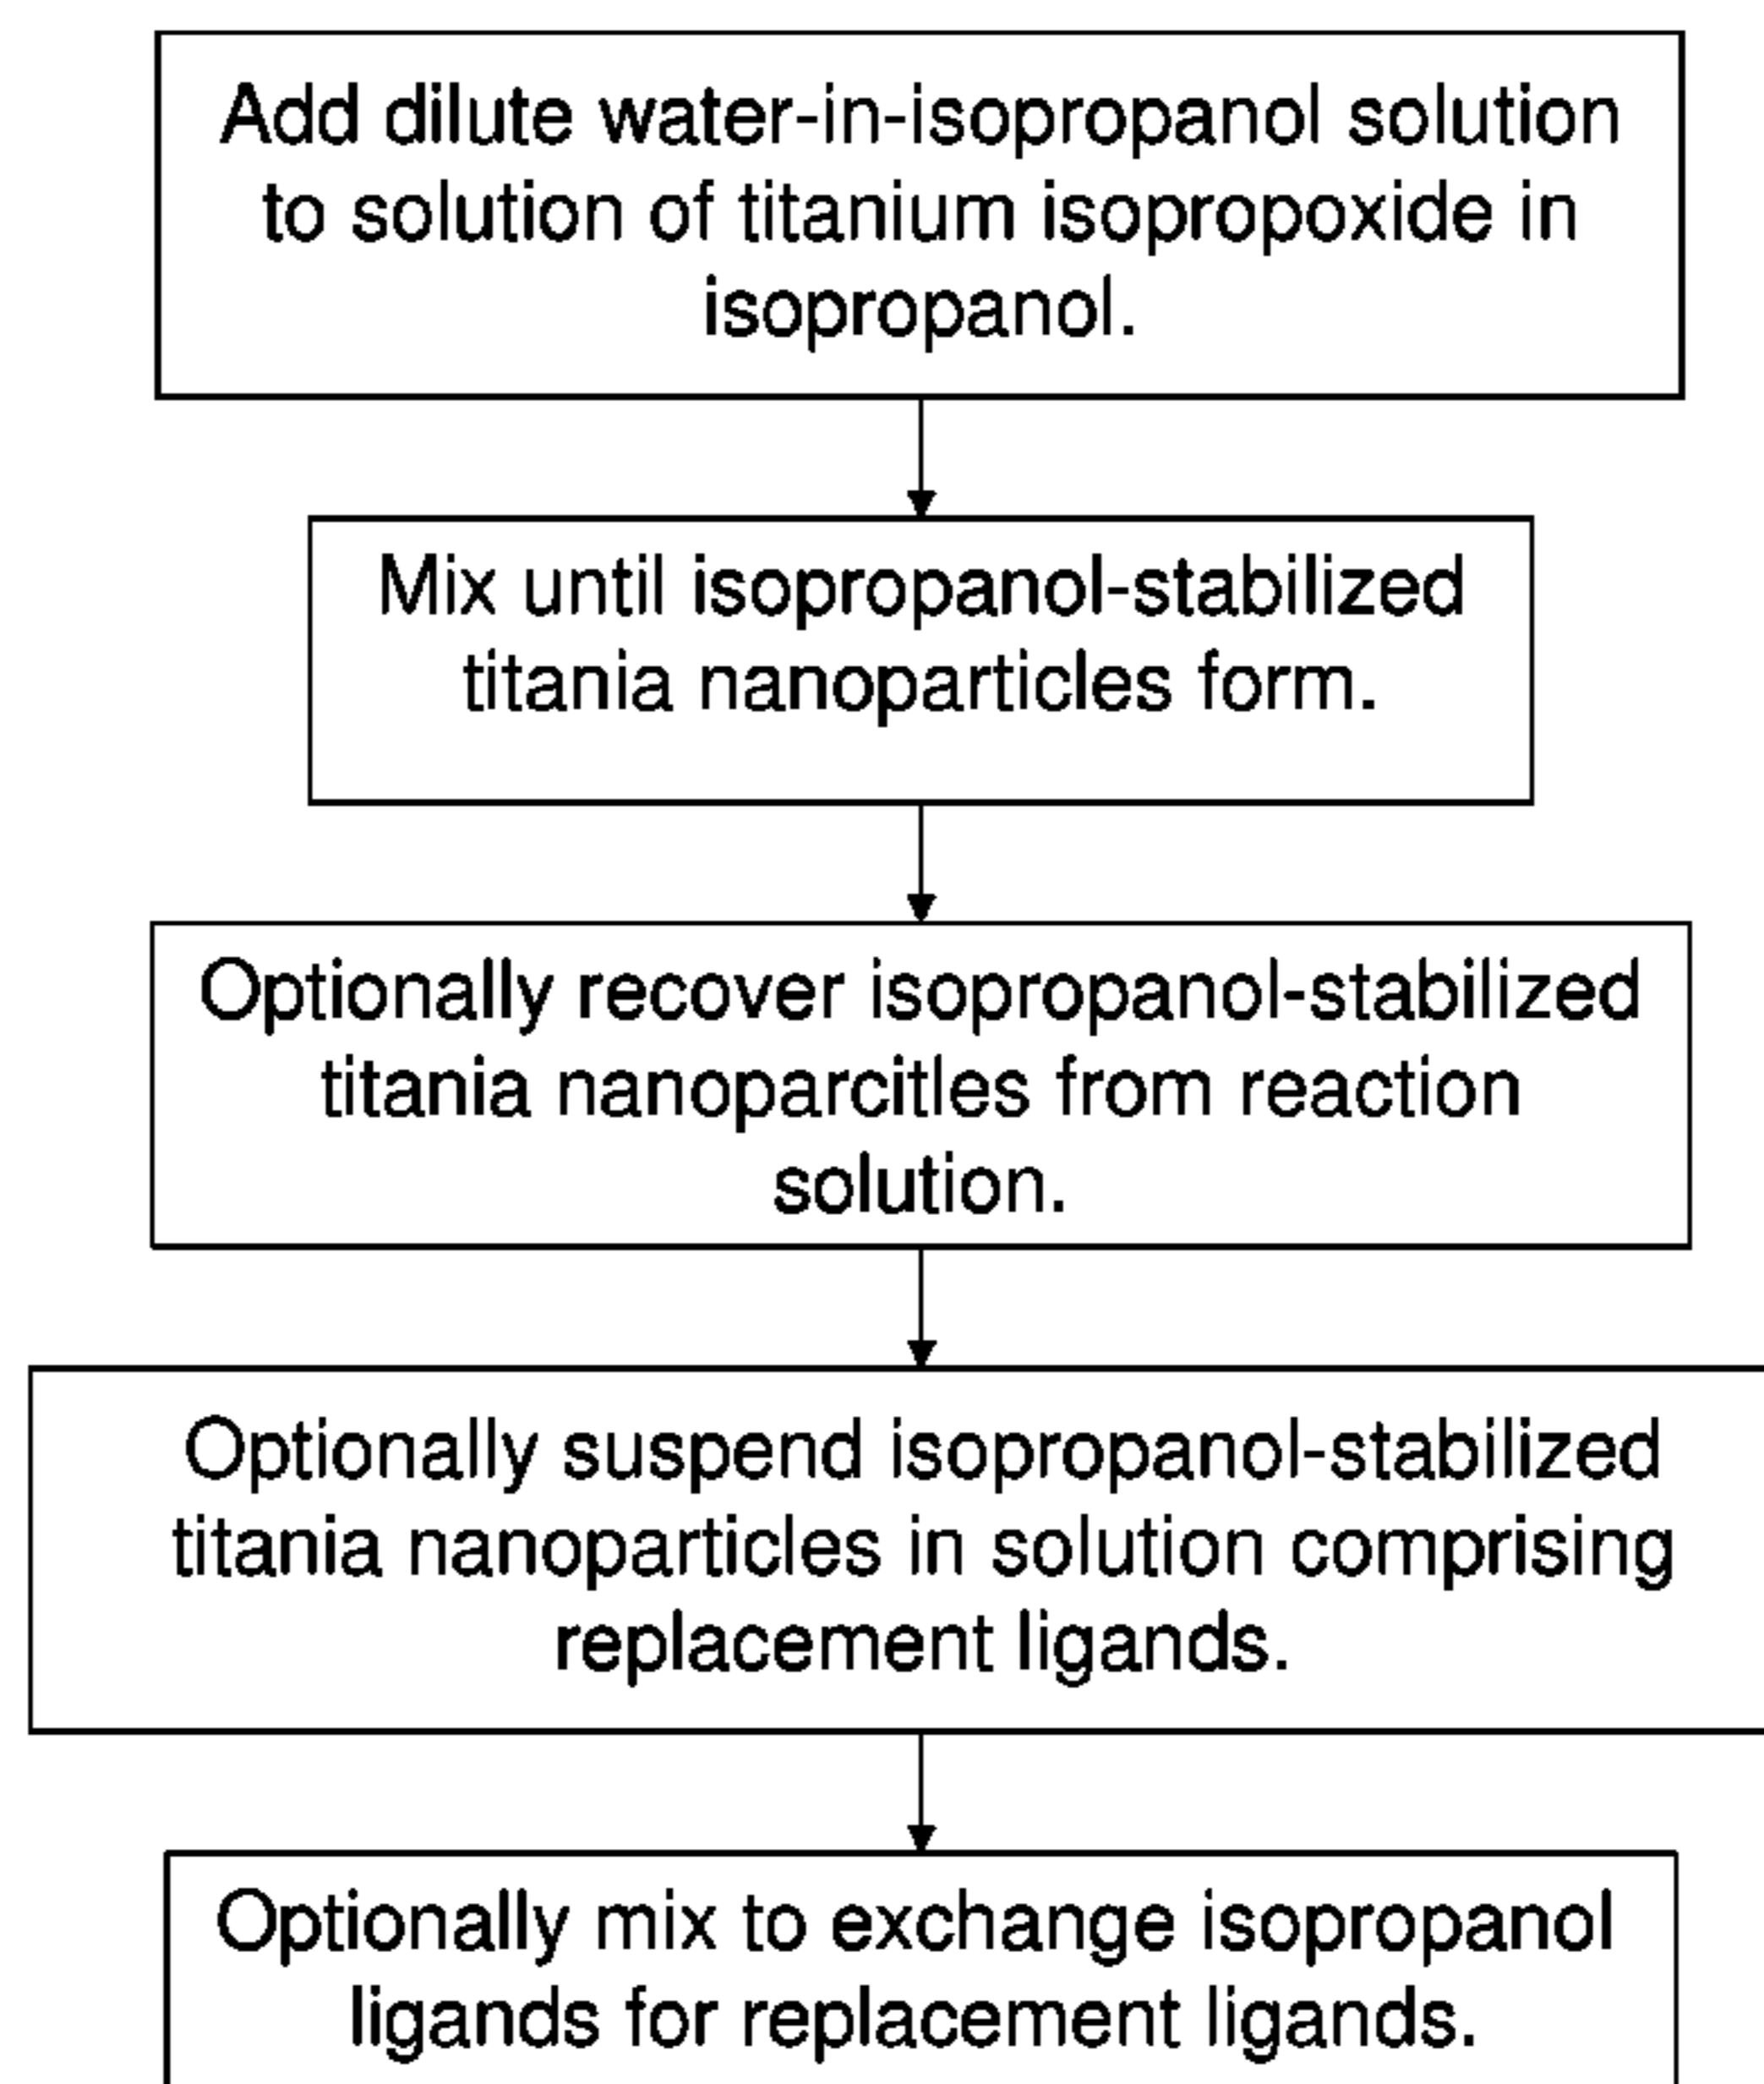 Add dilute water-in-isopropanol solution
to solution of titanium isopropoxide in
isopropanol.
Mix until isopropanol-stabilized
titania nanoparticles form.
Optionally recover isopropanol-stabilized
titania nanoparcitles from reaction
solution.
Optionally suspend isopropanol-stabilized
titania nanoparticles in solution comprising
replacement ligands.
Optionally mix to exchange isopropanol
ligands for replacement ligands.